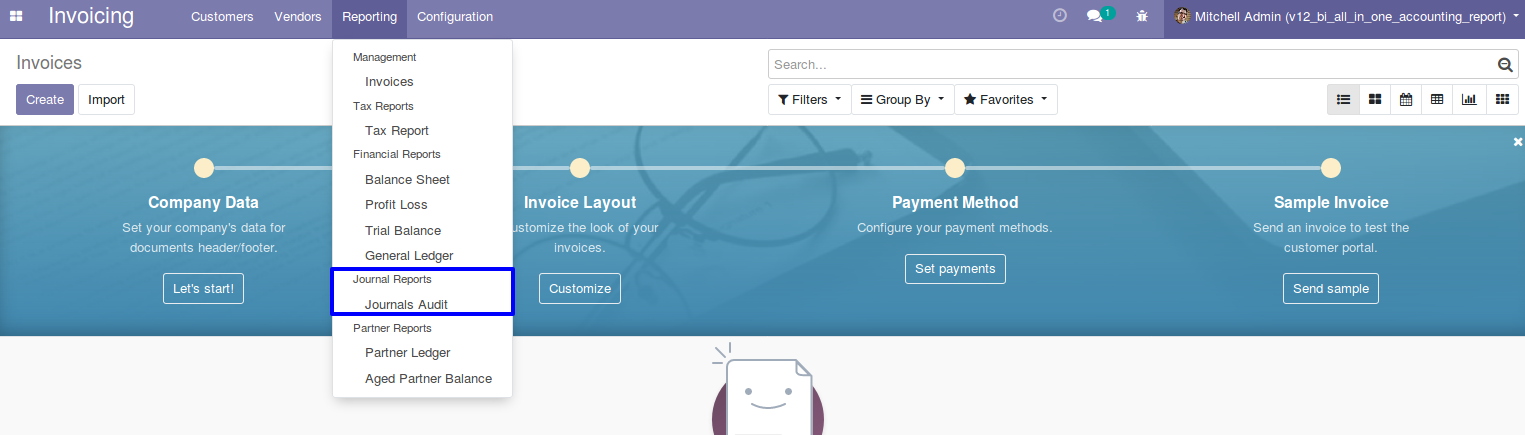 Invoicing
Customers
Vendors
Reporting
Configuration
1
Mitchell Admin (v12_bi_all_in_one_accounting_report)
Invoices
Search...
Create
Import
Filters
Group By
Favorites
Management
Invoices
Tax Reports
Tax Report
Financial Reports
Balance Sheet
Profit Loss
Trial Balance
General Ledger
Journal Reports
Journals Audit
Partner Reports
Partner Ledger
Aged Partner Balance
Company Data
Set your company's data for
documents header/footer.
Let's start!
Invoice Layout
ustomize the look of your
invoices.
Customize
Payment Method
Configure your payment methods.
Set payments
Sample Invoice
Send an invoice to test the
customer portal.
Send sample